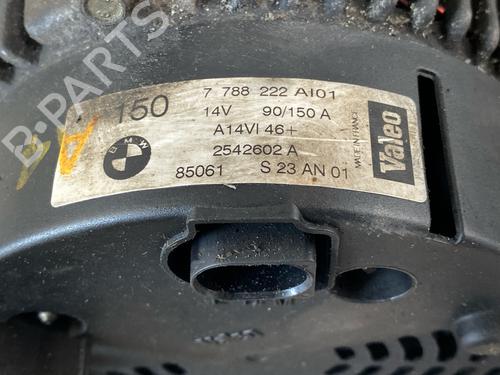 B-PARTS
150
7 788 222 AI01
14V 90/150 A
A14VI 46+
2542602 A
85061 S 23 AN 01
BMW
Valeo
MADE IN FRANCE